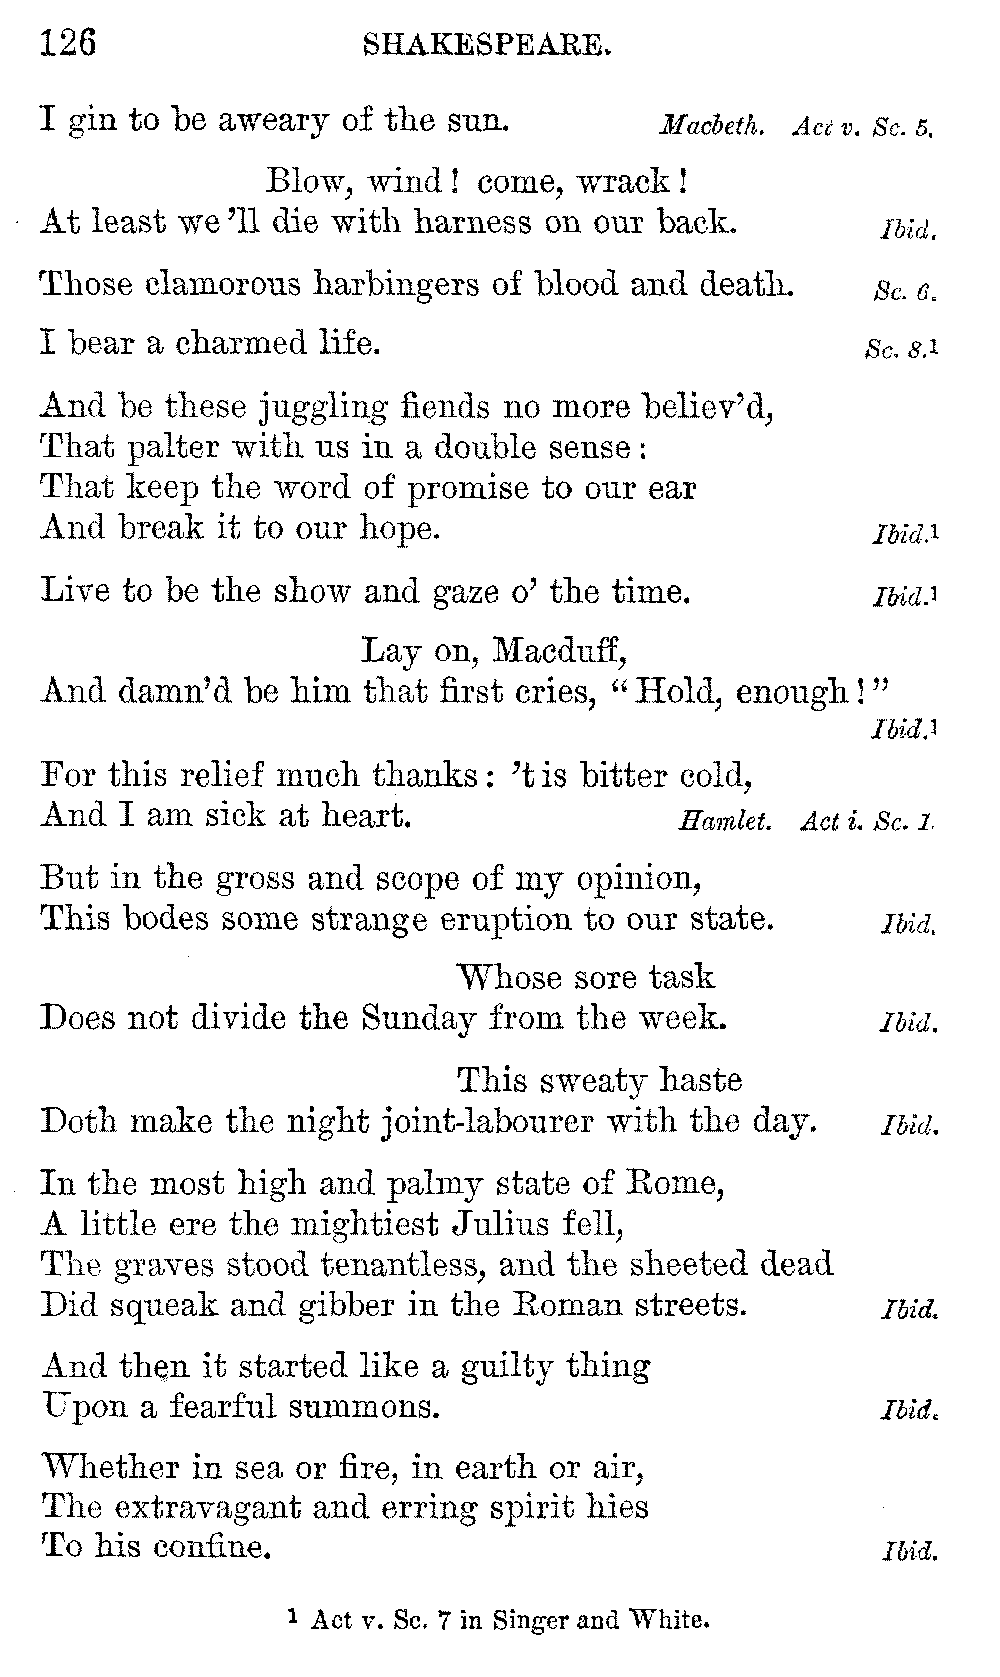 126 SHAKESPEARE.
I gin to be aweary of the sun. Macbeth. Act v. Sc. 5.
Blow, wind! come, wrack!
At least we 'll die with harness on our back. Ibid.
Those clamorous harbingers of blood and death. Sc. 6.
I bear a charmed life. Sc. 8.¹
And be these juggling fiends no more believ'd,
That palter with us in a double sense:
That keep the word of promise to our ear
And break it to our hope. Ibid.¹
Live to be the show and gaze o' the time. Ibid.¹
Lay on, Macduff,
And damn'd be him that first cries, "Hold, enough!"
Ibid.¹
For this relief much thanks: 't is bitter cold,
And I am sick at heart. Hamlet. Act i. Sc. 1.
But in the gross and scope of my opinion,
This bodes some strange eruption to our state. Ibid.
Whose sore task
Does not divide the Sunday from the week. Ibid.
This sweaty haste
Doth make the night joint-labourer with the day. Ibid.
In the most high and palmy state of Rome,
A little ere the mightiest Julius fell,
The graves stood tenantless, and the sheeted dead
Did squeak and gibber in the Roman streets. Ibid.
And then it started like a guilty thing
Upon a fearful summons. Ibid.
Whether in sea or fire, in earth or air,
The extravagant and erring spirit hies
To his confine. Ibid.
¹ Act v. Sc. 7 in Singer and White.